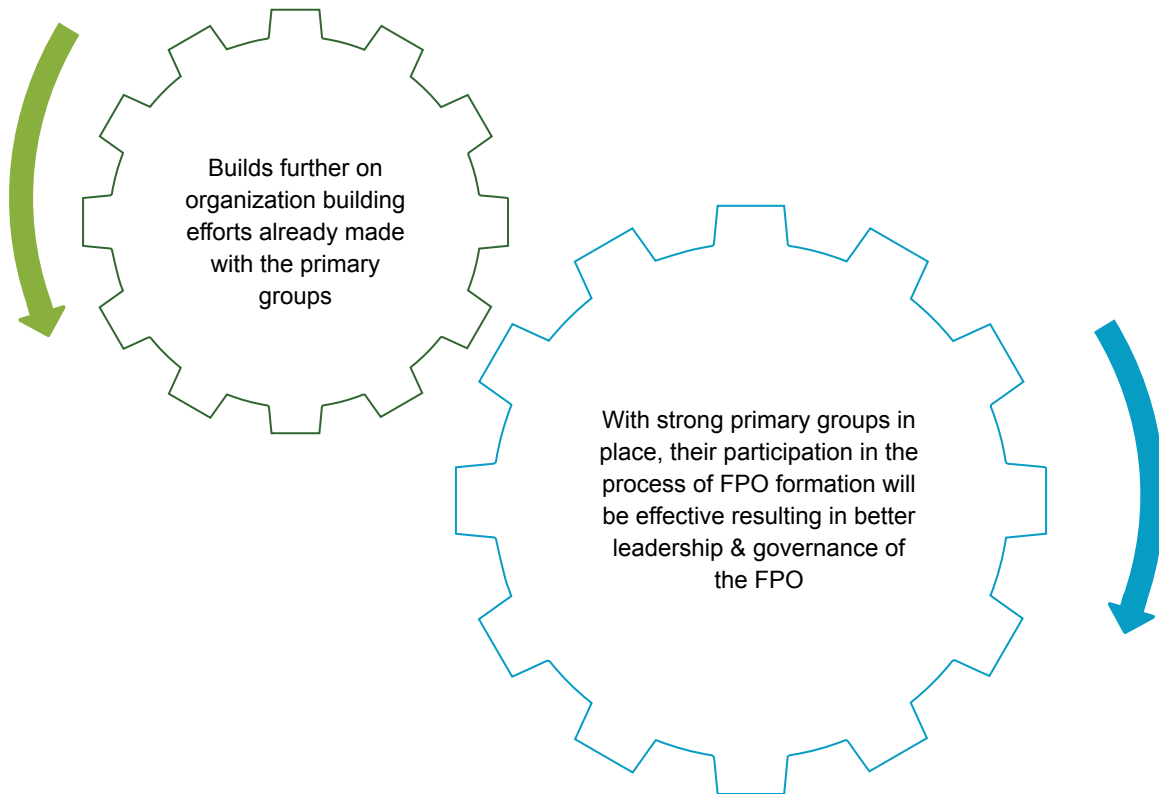 Builds further on
organization building
efforts already made
with the primary
groups
With strong primary groups in
place, their participation in the
process of FPO formation will
be effective resulting in better
leadership & governance of
the FPO